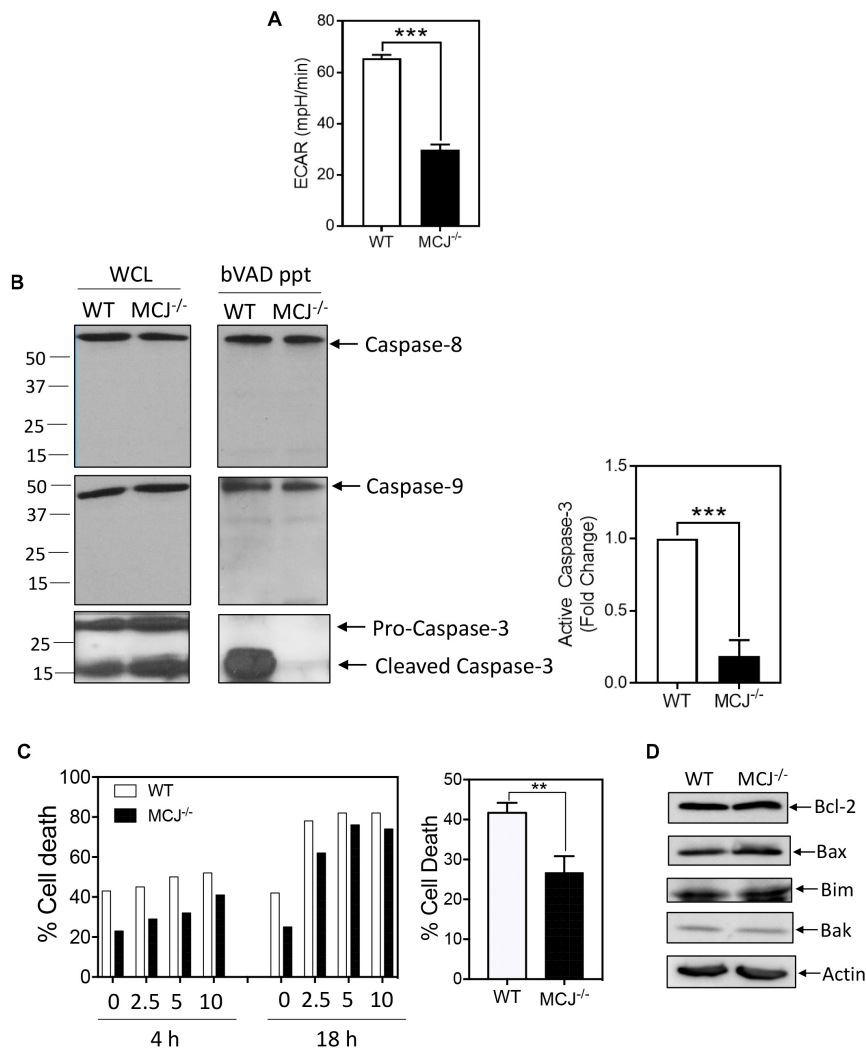 A
80
60
40
20
0
ECAR (mpH/min)
***
WT MCJ-/-
B
WCL bVAD ppt
WT MCJ-/- WT MCJ-/-
50
37
25
15
Caspase-8
50
37
25
15
Caspase-9
25
15
Pro-Caspase-3
Cleaved Caspase-3
1.5
1.0
0.5
0.0
Active Caspase-3
(Fold Change)
***
WT MCJ-/-
C
100
80
60
40
20
0
% Cell death
WT
MCJ-/-
0 2.5 5 10 0 2.5 5 10
4 h 18 h
50
40
30
20
10
0
% Cell Death
**
WT MCJ-/-
D
WT MCJ-/-
Bcl-2
Bax
Bim
Bak
Actin